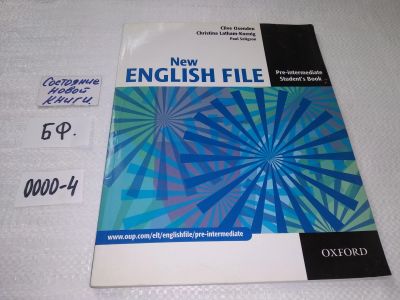 Clive Oxenden
Christina Latham-Koenig
Paul Seligson
New
ENGLISH FILE
Pre-intermediate
Student's Book
www.oup.com/elt/englishfile/pre-intermediate
OXFORD
Состояние
новой
книги.
БФ.
0000-4